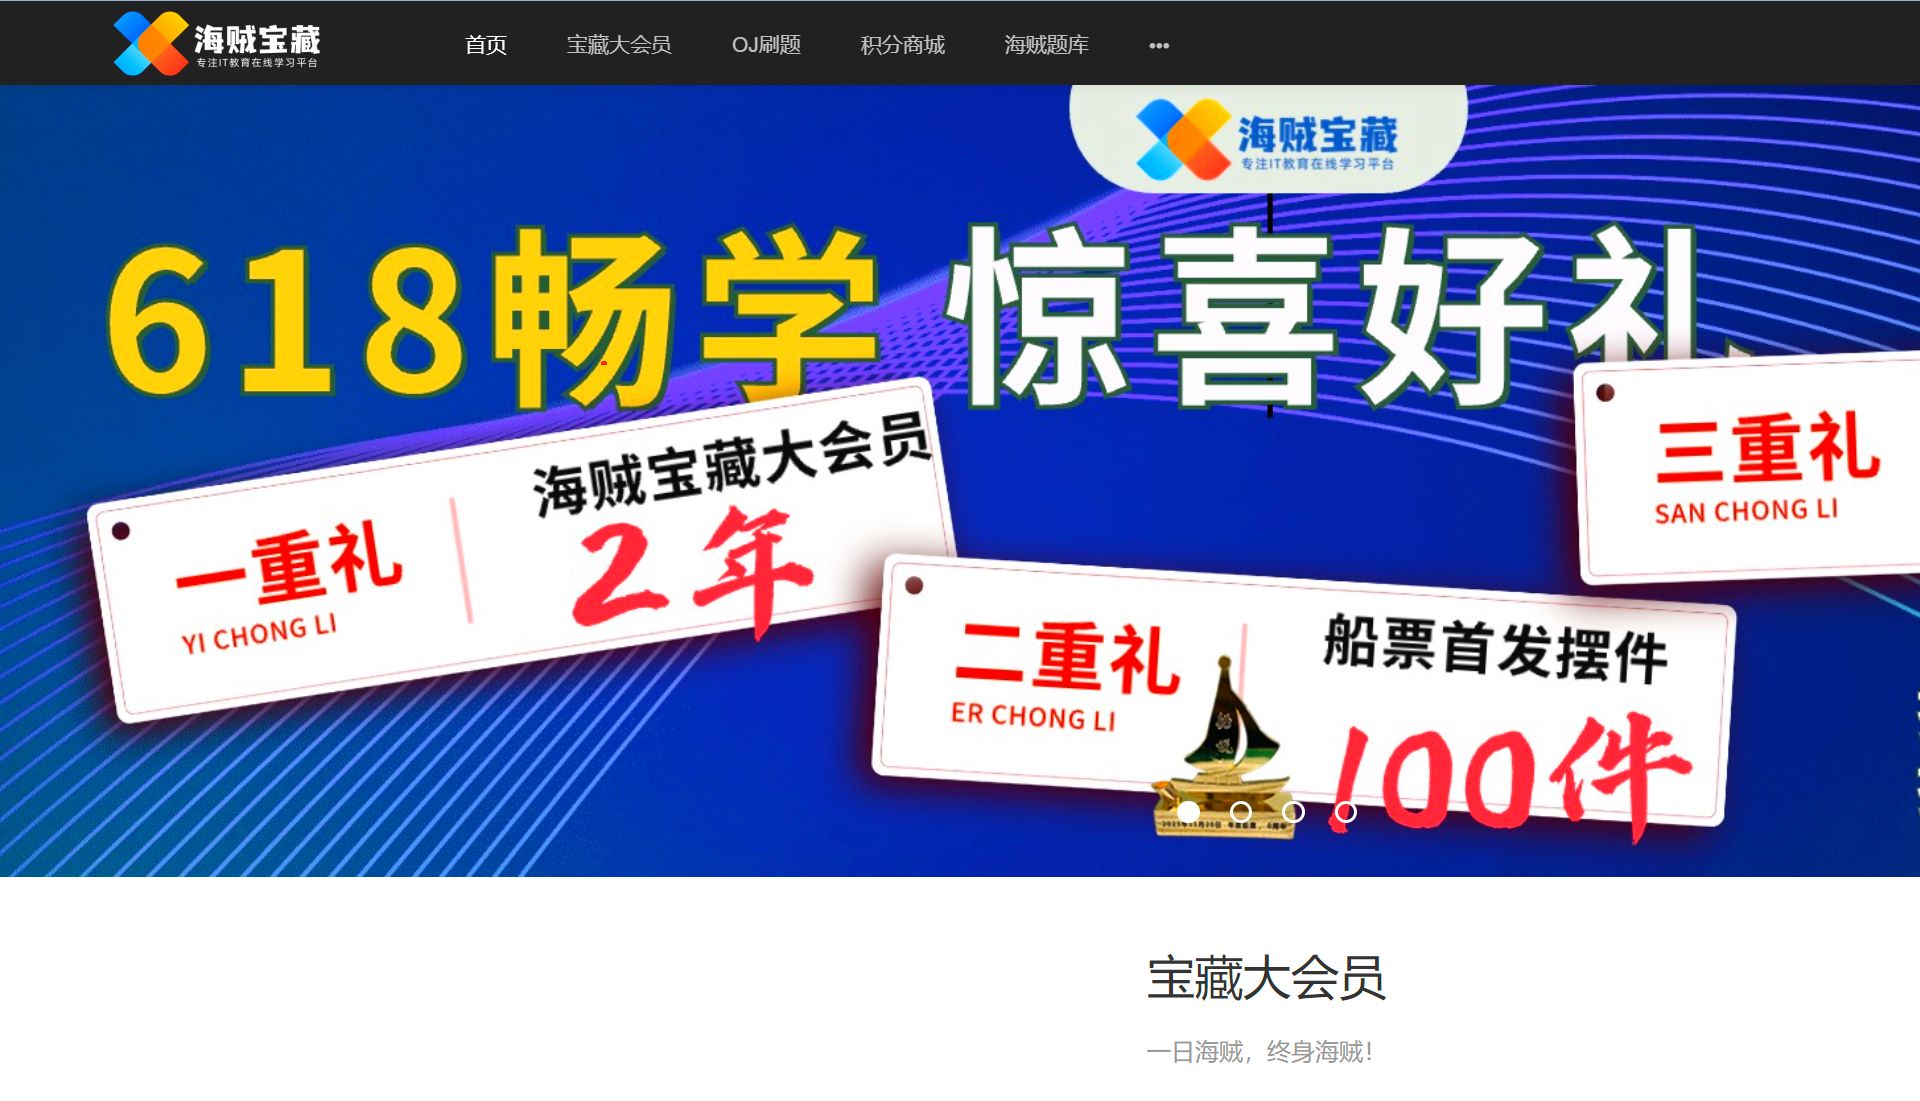 海贼宝藏
专注IT教育在线学习平台
首页 宝藏大会员 OJ刷题 积分商城 海贼题库 •••
海贼宝藏
专注IT教育在线学习平台
618畅学 惊喜好礼
一重礼
YI CHONG LI
海贼宝藏大会员
2年
二重礼
ER CHONG LI
船票首发摆件
100件
三重礼
SAN CHONG LI
宝藏大会员
一日海贼，终身海贼！